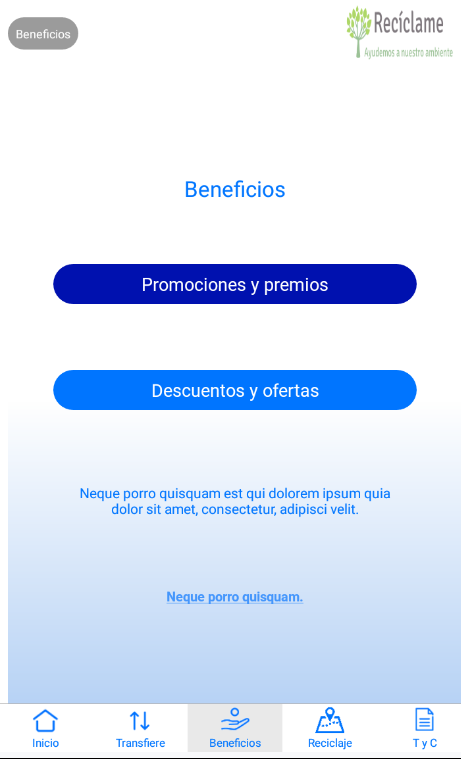 Beneficios
Recíclame
Ayudemos a nuestro ambiente
Beneficios
Promociones y premios
Descuentos y ofertas
Neque porro quisquam est qui dolorem ipsum quia
dolor sit amet, consectetur, adipisci velit.
Neque porro quisquam.
Inicio
Transfiere
Beneficios
Reciclaje
T y C